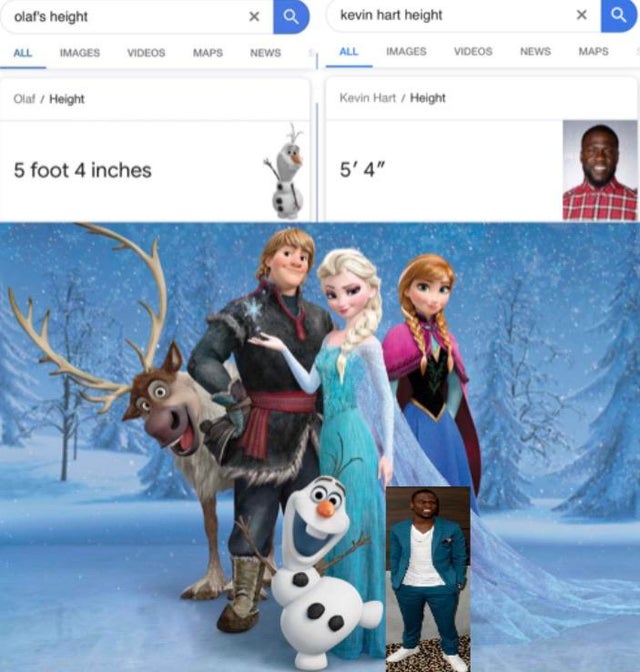 olaf's height
ALL IMAGES VIDEOS MAPS NEWS
Olaf / Height
5 foot 4 inches
kevin hart height
ALL IMAGES VIDEOS NEWS MAPS
Kevin Hart / Height
5′ 4″